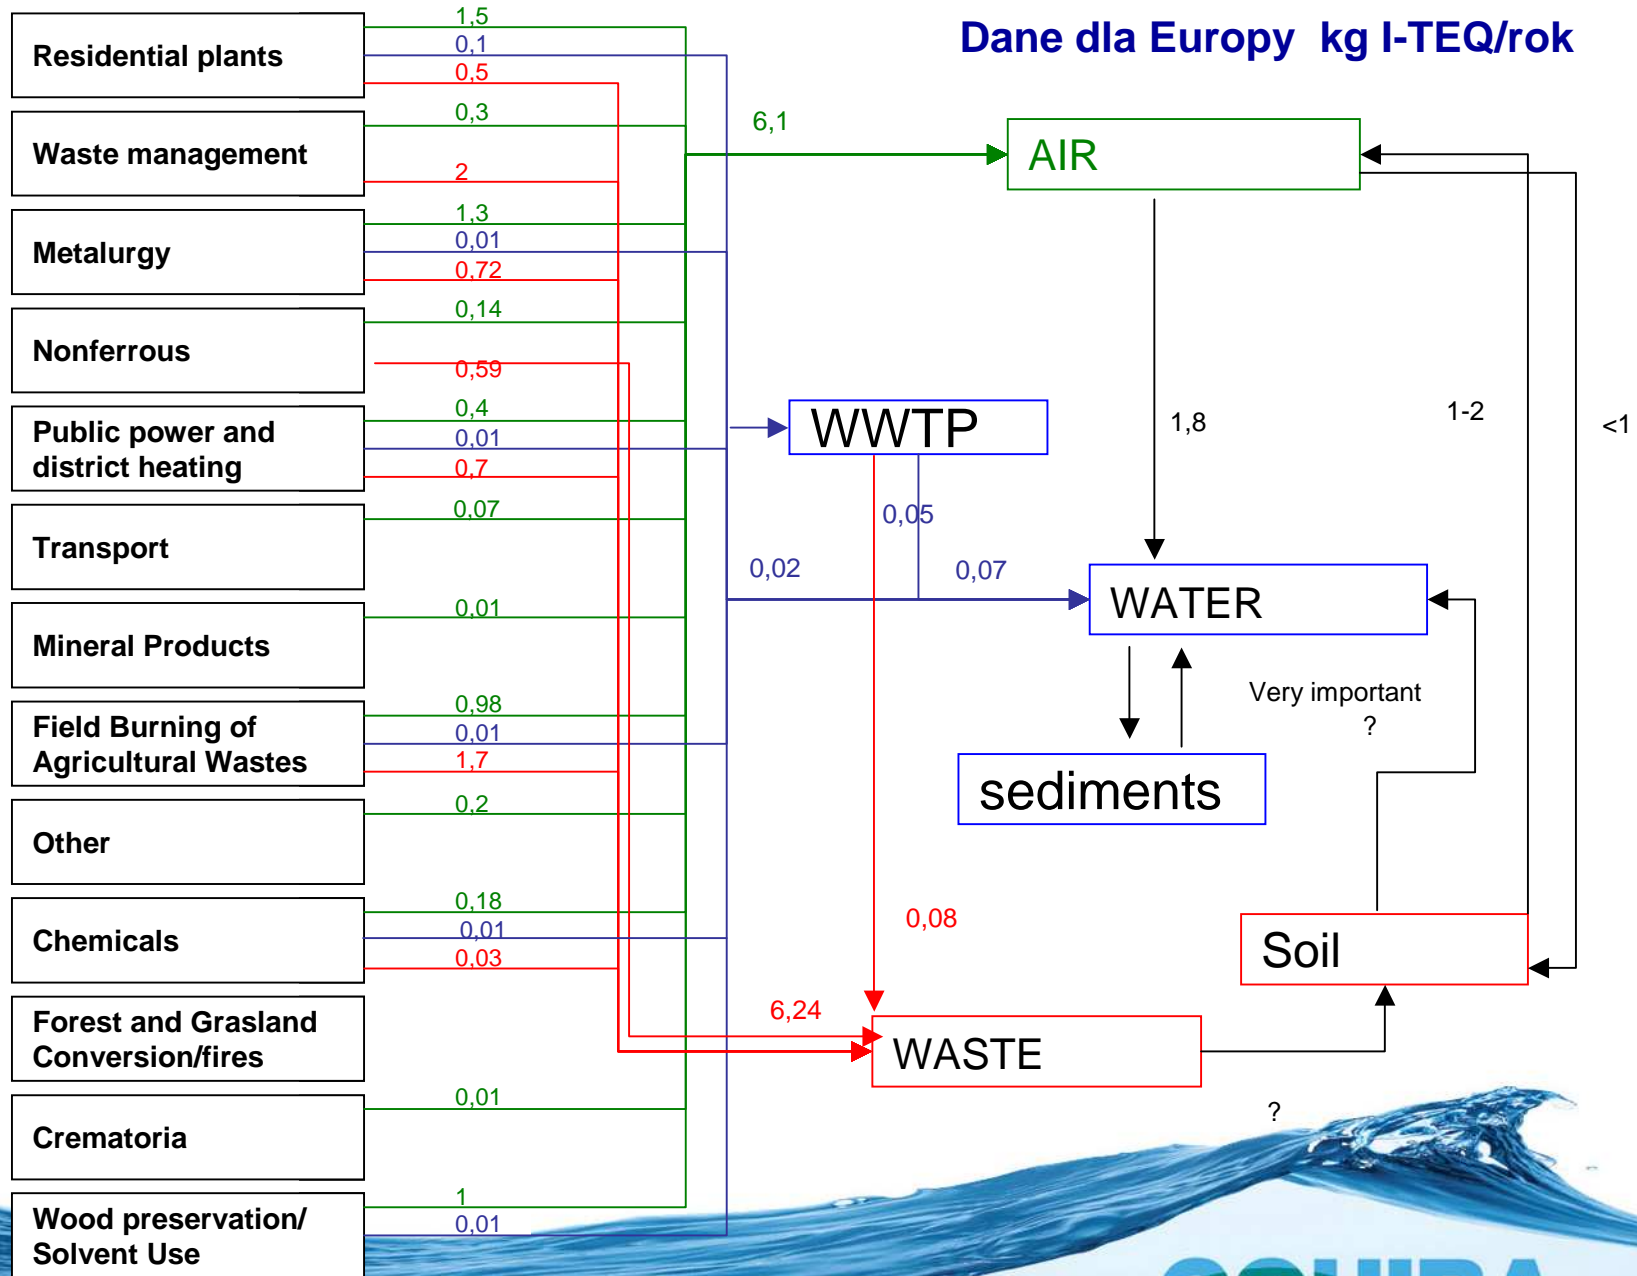 Dane dla Europy kg I-TEQ/rok
Residential plants
1,5
0,1
0,5
Waste management
0,3
2
Metalurgy
1,3
0,01
0,72
Nonferrous
0,14
0,59
Public power and
district heating
0,4
0,01
0,7
Transport
0,07
Mineral Products
0,01
Field Burning of
Agricultural Wastes
0,98
0,01
1,7
Other
0,2
Chemicals
0,18
0,01
0,03
Forest and Grasland
Conversion/fires
Crematoria
0,01
Wood preservation/
Solvent Use
1
0,01
6,1
AIR
WWTP
1,8
1-2
<1
0,05
0,02
0,07
WATER
Very important
?
sediments
0,08
Soil
6,24
WASTE
?